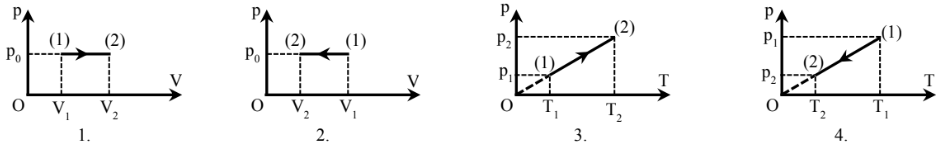 p
(1)
(2)
p₀
O
V₁
V₂
V
1.
p
(2)
(1)
p₀
O
V₂
V₁
V
2.
p
(2)
p₂
(1)
p₁
O
T₁
T₂
T
3.
p
p₁
(1)
(2)
p₂
O
T₂
T₁
T
4.